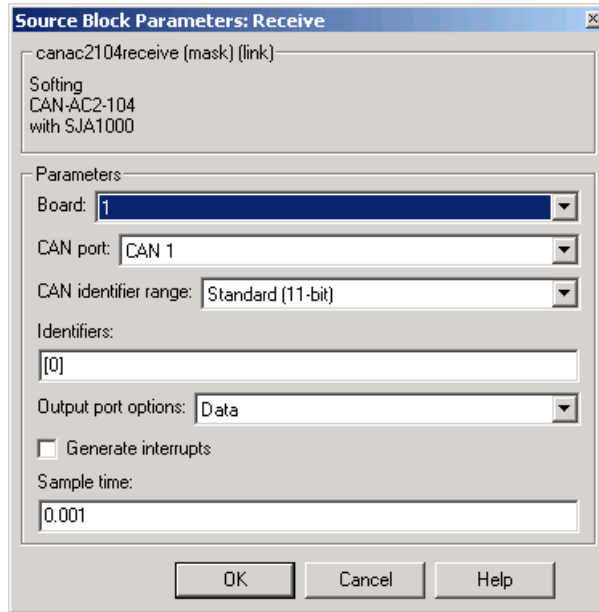 Source Block Parameters: Receive
canac2104receive (mask) (link)
Softing
CAN-AC2-104
with SJA1000
Parameters
Board: 1
CAN port: CAN 1
CAN identifier range: Standard (11-bit)
Identifiers:
[0]
Output port options: Data
Generate interrupts
Sample time:
0.001
OK Cancel Help